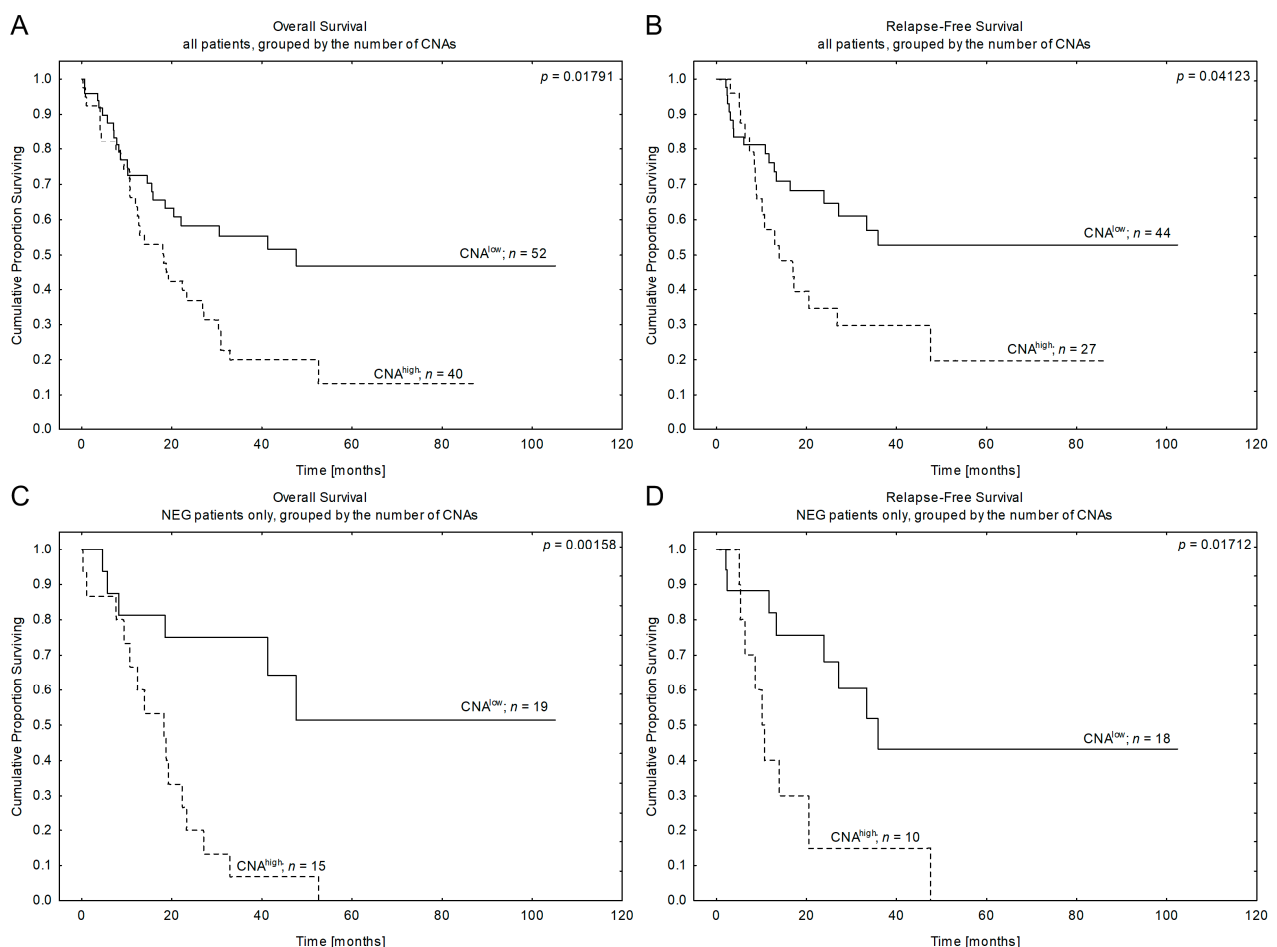 A
Overall Survival
all patients, grouped by the number of CNAs
p = 0.01791
1.0
0.9
0.8
0.7
0.6
0.5
0.4
0.3
0.2
0.1
0.0
Cumulative Proportion Surviving
CNAlow; n = 52
CNAhigh; n = 40
0 20 40 60 80 100 120
Time [months]
B
Relapse-Free Survival
all patients, grouped by the number of CNAs
p = 0.04123
1.0
0.9
0.8
0.7
0.6
0.5
0.4
0.3
0.2
0.1
0.0
Cumulative Proportion Surviving
CNAlow; n = 44
CNAhigh; n = 27
0 20 40 60 80 100 120
Time [months]
C
Overall Survival
NEG patients only, grouped by the number of CNAs
p = 0.00158
1.0
0.9
0.8
0.7
0.6
0.5
0.4
0.3
0.2
0.1
0.0
Cumulative Proportion Surviving
CNAlow; n = 19
CNAhigh; n = 15
0 20 40 60 80 100 120
Time [months]
D
Relapse-Free Survival
NEG patients only, grouped by the number of CNAs
p = 0.01712
1.0
0.9
0.8
0.7
0.6
0.5
0.4
0.3
0.2
0.1
0.0
Cumulative Proportion Surviving
CNAlow; n = 18
CNAhigh; n = 10
0 20 40 60 80 100 120
Time [months]